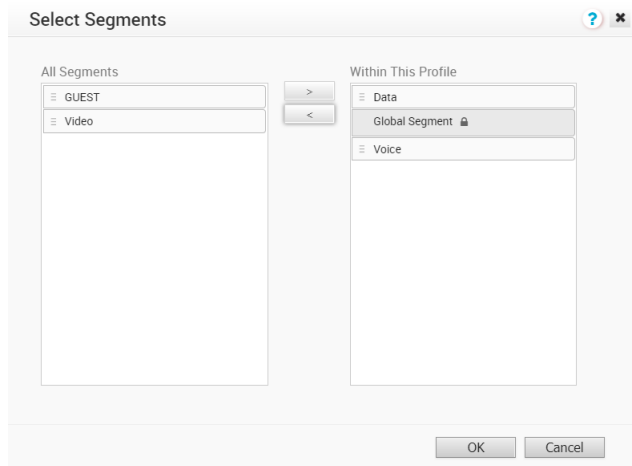 Select Segments
?
All Segments
Within This Profile
GUEST
Video
>
<
Data
Global Segment
Voice
OK
Cancel